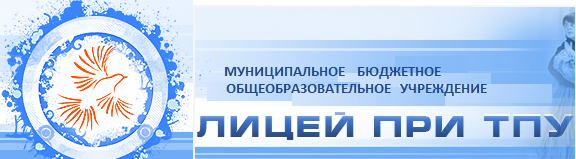 МУНИЦИПАЛЬНОЕ БЮДЖЕТНОЕ
ОБЩЕОБРАЗОВАТЕЛЬНОЕ УЧРЕЖДЕНИЕ
ЛИЦЕЙ ПРИ ТПУ